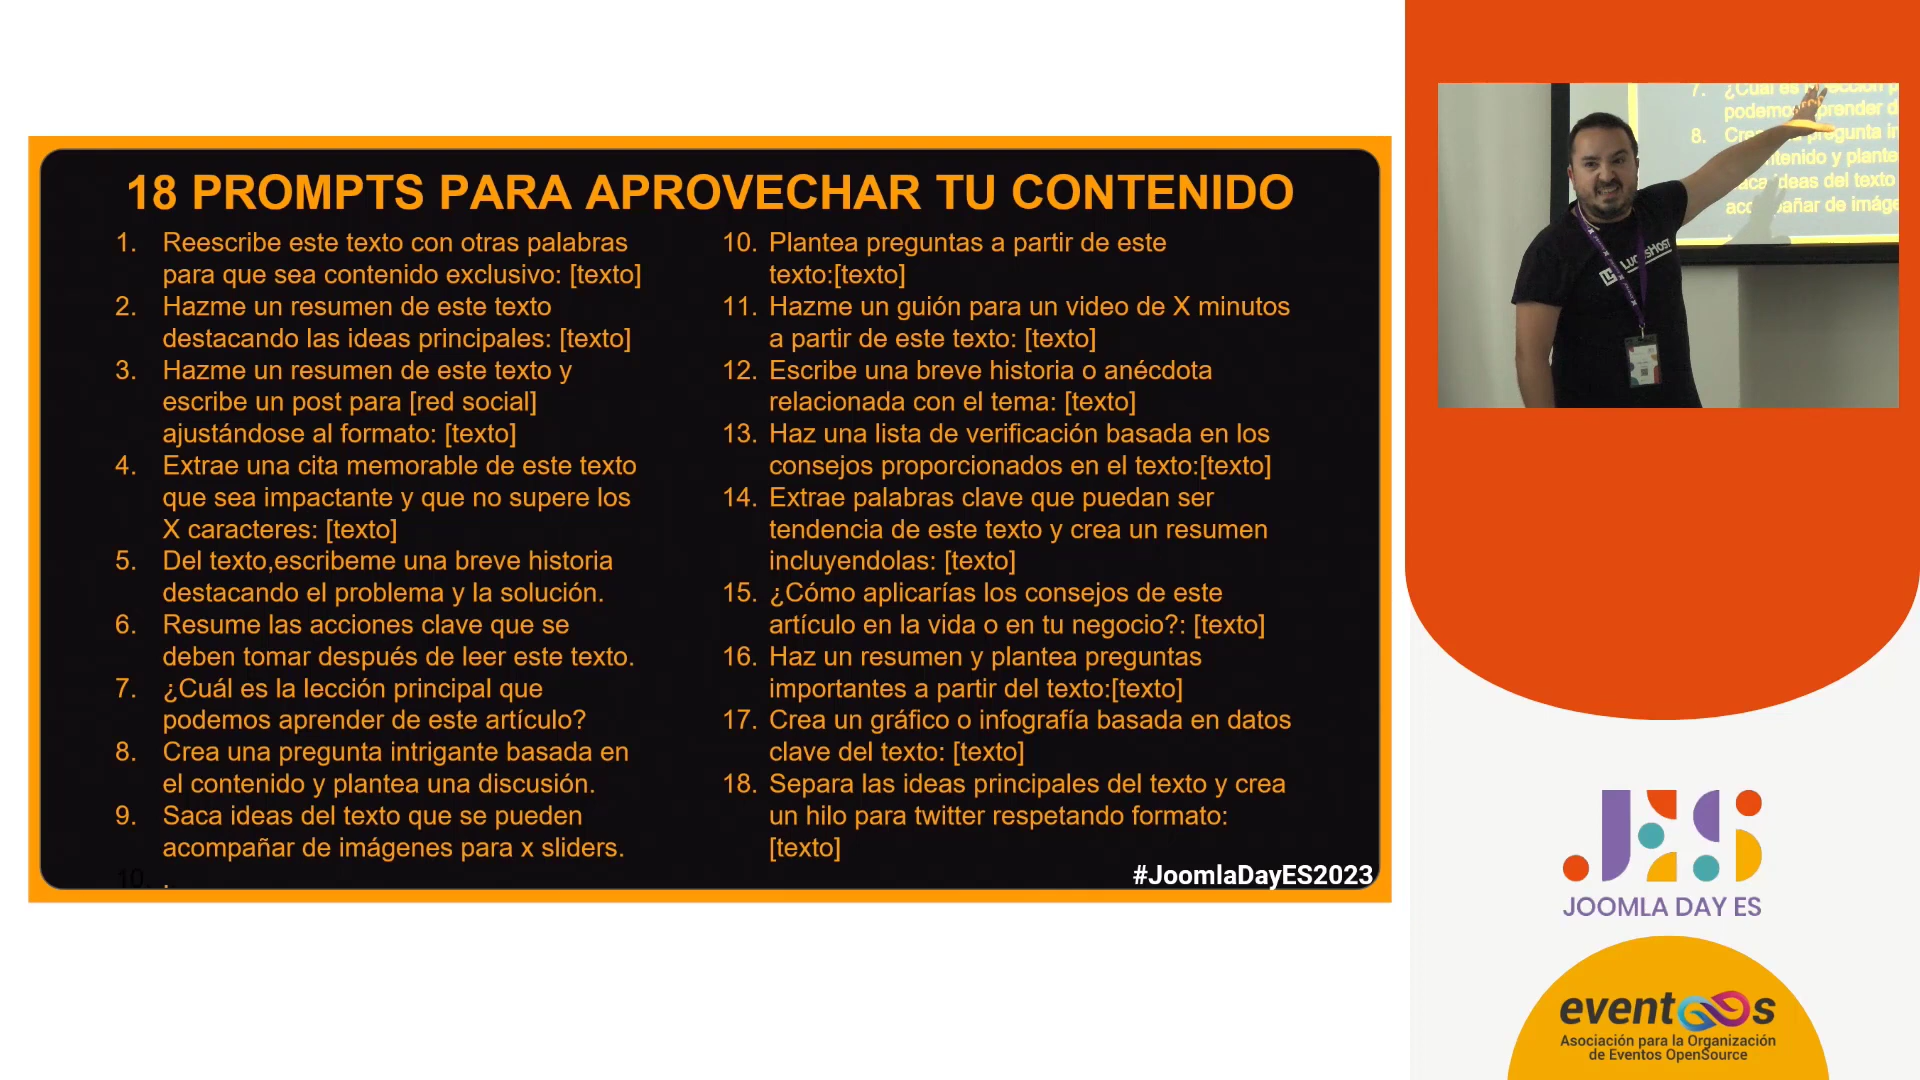 18 PROMPTS PARA APROVECHAR TU CONTENIDO
1. Reescribe este texto con otras palabras
para que sea contenido exclusivo: [texto]
2. Hazme un resumen de este texto
destacando las ideas principales: [texto]
3. Hazme un resumen de este texto y
escribe un post para [red social]
ajustándose al formato: [texto]
4. Extrae una cita memorable de este texto
que sea impactante y que no supere los
X caracteres: [texto]
5. Del texto,escribeme una breve historia
destacando el problema y la solución.
6. Resume las acciones clave que se
deben tomar después de leer este texto.
7. ¿Cuál es la lección principal que
podemos aprender de este artículo?
8. Crea una pregunta intrigante basada en
el contenido y plantea una discusión.
9. Saca ideas del texto que se pueden
acompañar de imágenes para x sliders.
10. .
10. Plantea preguntas a partir de este
texto:[texto]
11. Hazme un guión para un video de X minutos
a partir de este texto: [texto]
12. Escribe una breve historia o anécdota
relacionada con el tema: [texto]
13. Haz una lista de verificación basada en los
consejos proporcionados en el texto:[texto]
14. Extrae palabras clave que puedan ser
tendencia de este texto y crea un resumen
incluyendolas: [texto]
15. ¿Cómo aplicarías los consejos de este
artículo en la vida o en tu negocio?: [texto]
16. Haz un resumen y plantea preguntas
importantes a partir del texto:[texto]
17. Crea un gráfico o infografía basada en datos
clave del texto: [texto]
18. Separa las ideas principales del texto y crea
un hilo para twitter respetando formato:
[texto]
#JoomlaDayES2023
7. ¿Cuál es
podemos
8.
pregunta
plante
ideas del texto
de
LucusHost
JES
JOOMLA DAY ES
eventoos
Asociación para la Organización
de Eventos OpenSource